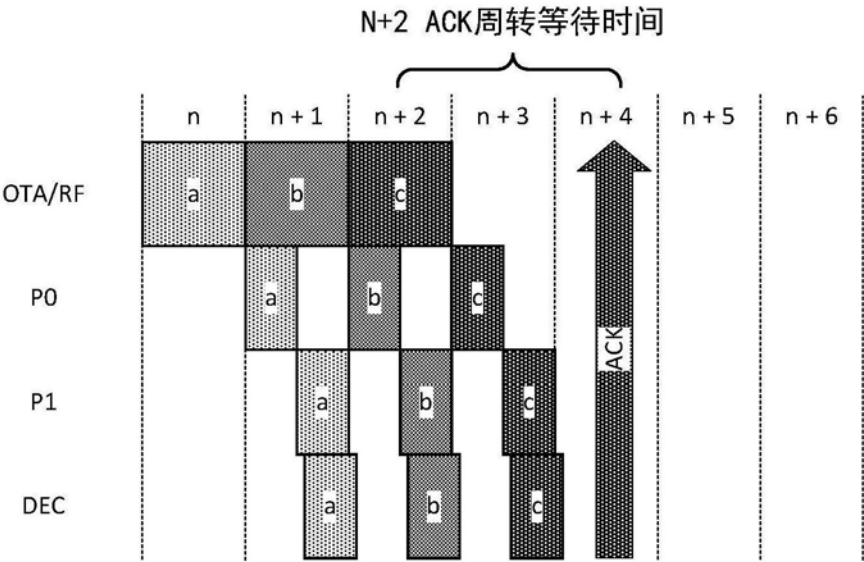 N+2 ACK周转等待时间
n
n + 1
n + 2
n + 3
n + 4
n + 5
n + 6
OTA/RF
a
b
c
P0
a
b
c
P1
a
b
c
DEC
a
b
c
ACK